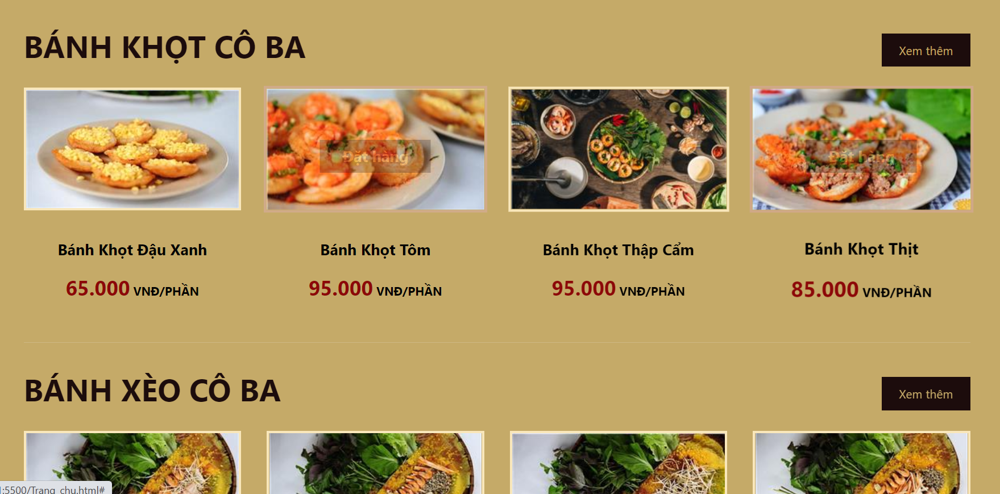 BÁNH KHỌT CÔ BA
Xem thêm
Đặt hàng
Đặt hàng
Bánh Khọt Đậu Xanh
Bánh Khọt Tôm
Bánh Khọt Thập Cẩm
Bánh Khọt Thịt
65.000 VNĐ/PHẦN
95.000 VNĐ/PHẦN
95.000 VNĐ/PHẦN
85.000 VNĐ/PHẦN
BÁNH XÈO CÔ BA
Xem thêm
:5500/Trang_chu.html#